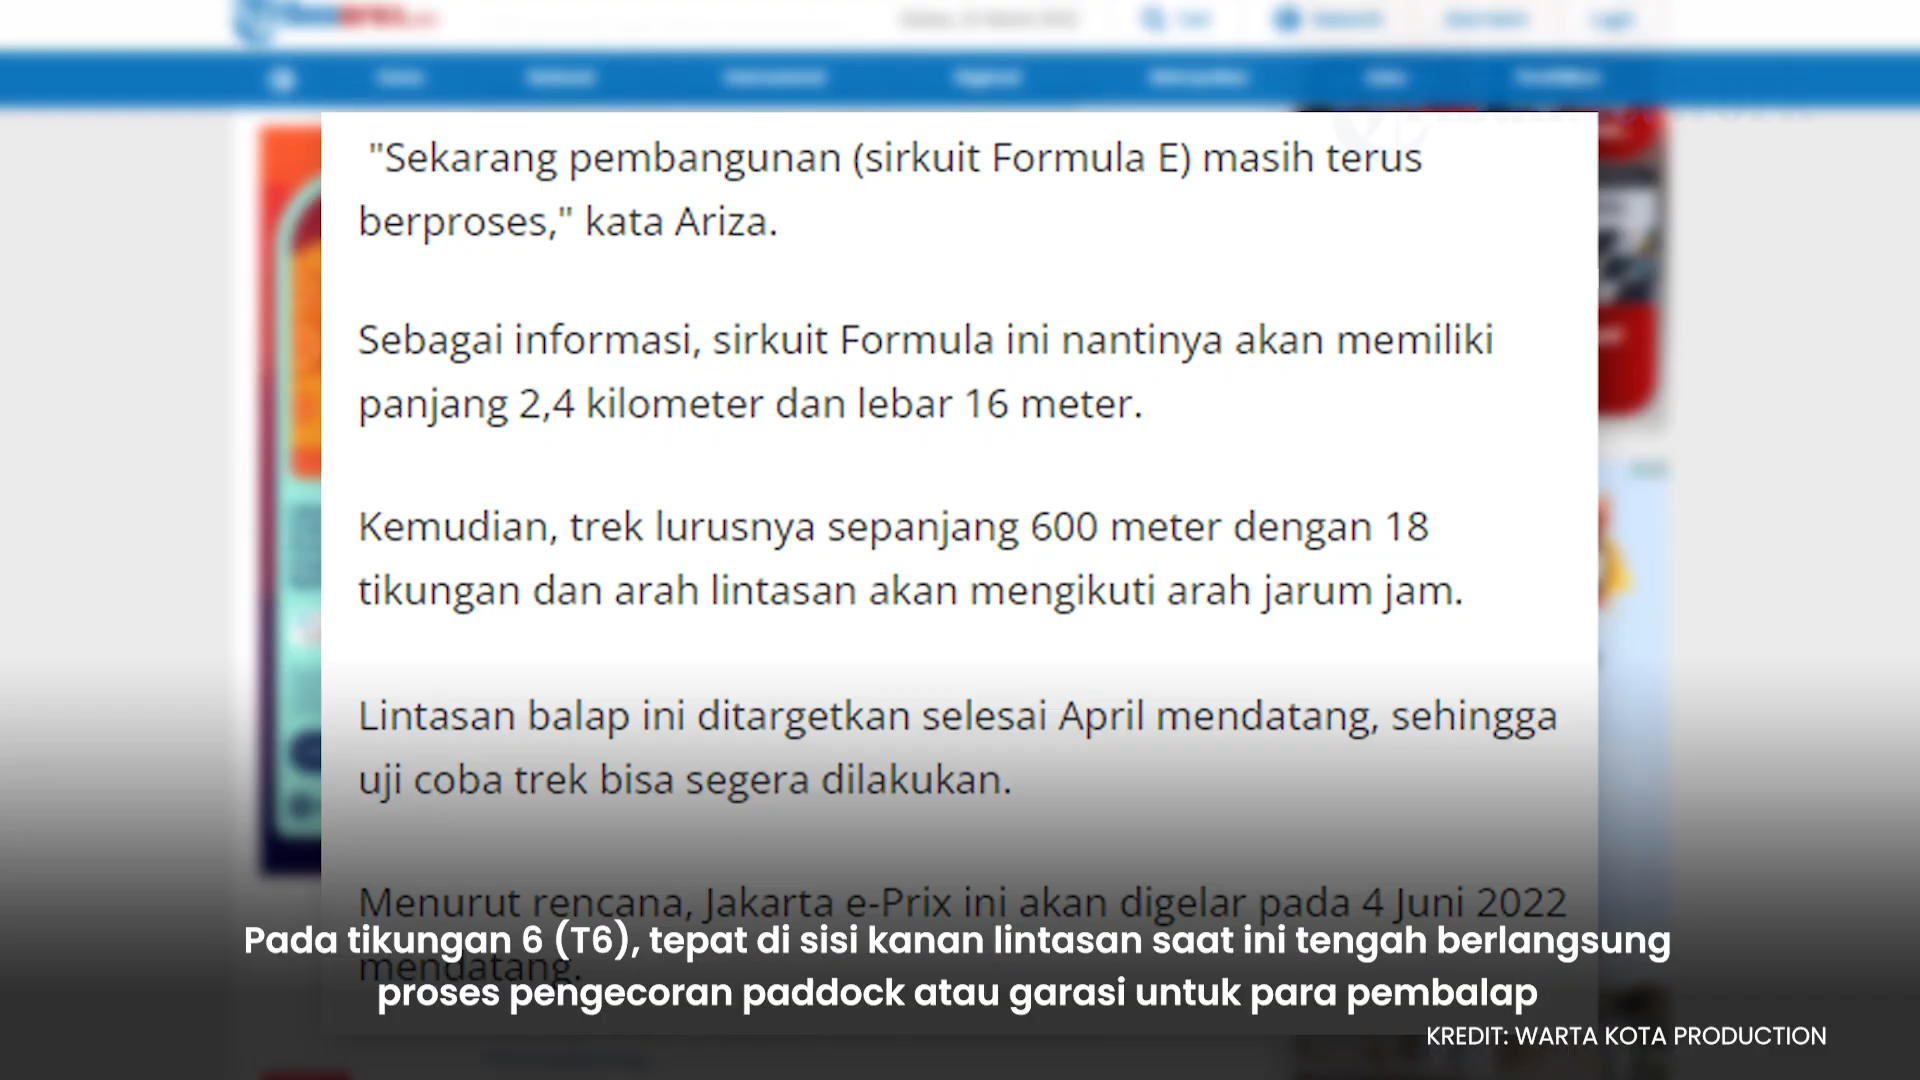 "Sekarang pembangunan (sirkuit Formula E) masih terus
berproses," kata Ariza.
Sebagai informasi, sirkuit Formula ini nantinya akan memiliki
panjang 2,4 kilometer dan lebar 16 meter.
Kemudian, trek lurusnya sepanjang 600 meter dengan 18
tikungan dan arah lintasan akan mengikuti arah jarum jam.
Lintasan balap ini ditargetkan selesai April mendatang, sehingga
uji coba trek bisa segera dilakukan.
Menurut rencana, Jakarta e-Prix ini akan digelar pada 4 Juni 2022
mendatang.
Pada tikungan 6 (T6), tepat di sisi kanan lintasan saat ini tengah berlangsung
proses pengecoran paddock atau garasi untuk para pembalap
KREDIT: WARTA KOTA PRODUCTION